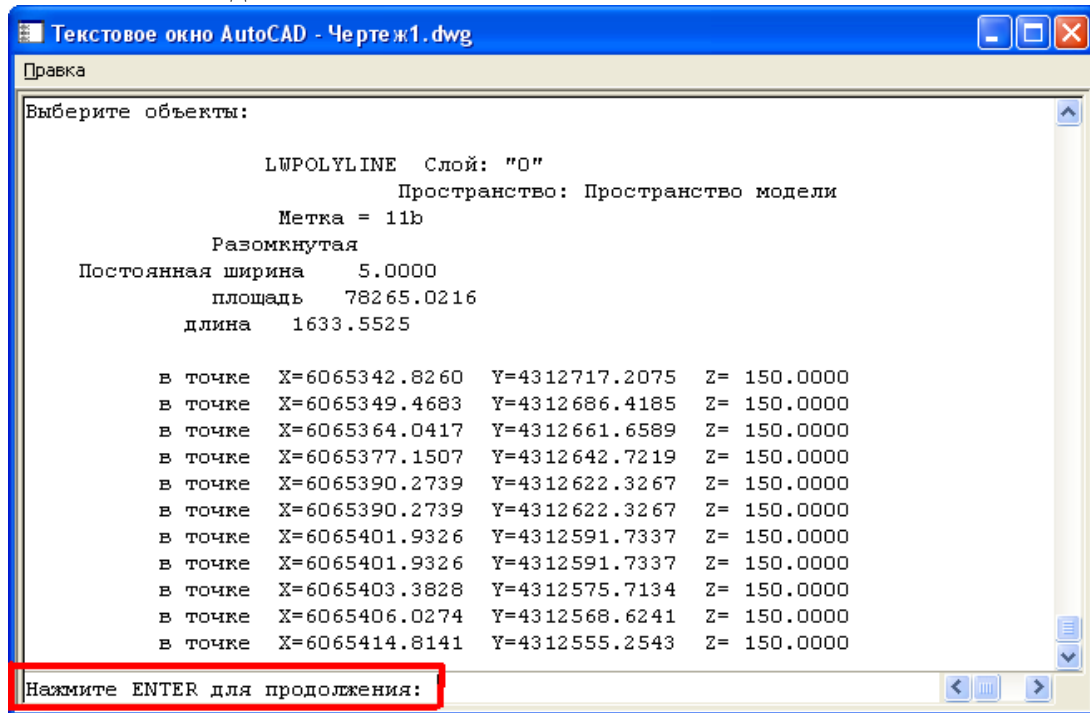 Текстовое окно AutoCAD - Чертеж1.dwg
Правка
Выберите объекты:
LWPOLYLINE Слой: "0"
Пространство: Пространство модели
Метка = 11b
Разомкнутая
Постоянная ширина 5.0000
площадь 78265.0216
длина 1633.5525
в точке X=6065342.8260 Y=4312717.2075 Z= 150.0000
в точке X=6065349.4683 Y=4312686.4185 Z= 150.0000
в точке X=6065364.0417 Y=4312661.6589 Z= 150.0000
в точке X=6065377.1507 Y=4312642.7219 Z= 150.0000
в точке X=6065390.2739 Y=4312622.3267 Z= 150.0000
в точке X=6065390.2739 Y=4312622.3267 Z= 150.0000
в точке X=6065401.9326 Y=4312591.7337 Z= 150.0000
в точке X=6065401.9326 Y=4312591.7337 Z= 150.0000
в точке X=6065403.3828 Y=4312575.7134 Z= 150.0000
в точке X=6065406.0274 Y=4312568.6241 Z= 150.0000
в точке X=6065414.8141 Y=4312555.2543 Z= 150.0000
Нажмите ENTER для продолжения: